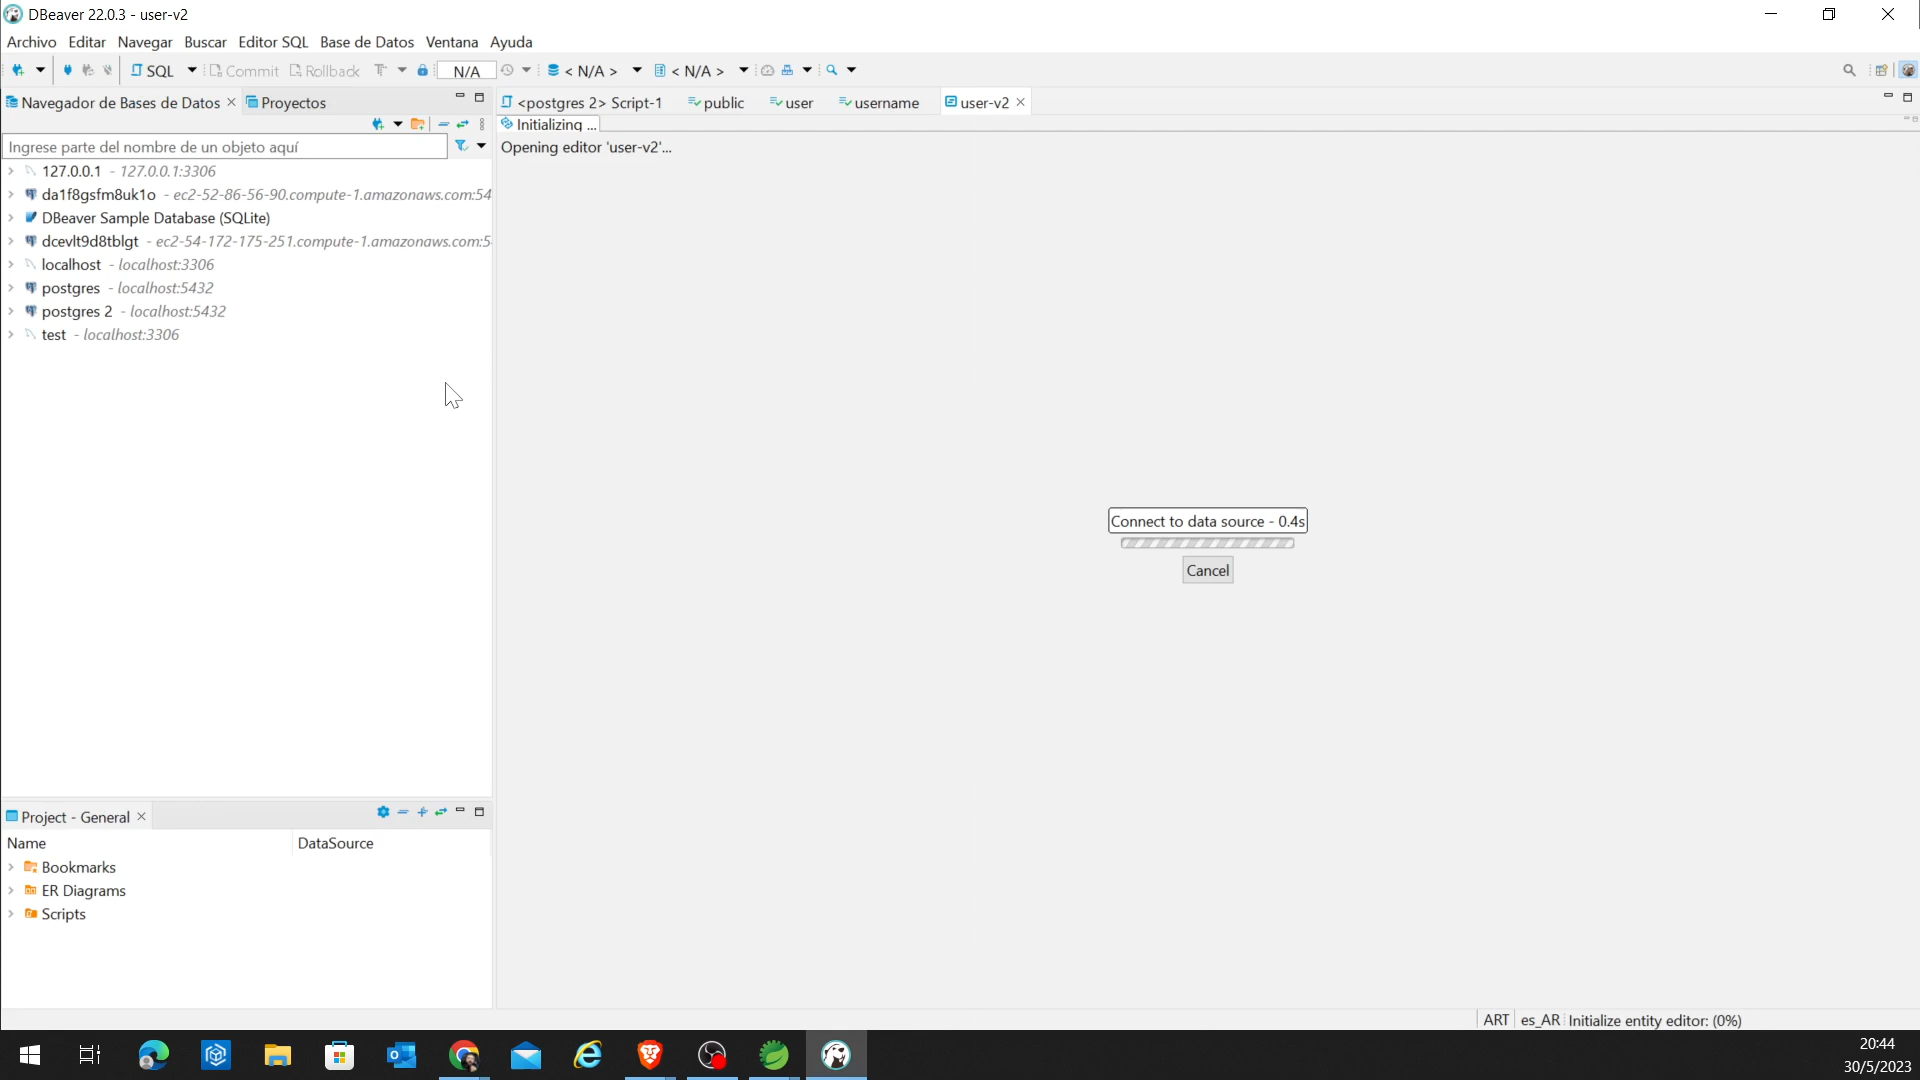 DBeaver 22.0.3 - user-v2
Archivo Editar Navegar Buscar Editor SQL Base de Datos Ventana Ayuda
SQL Commit Rollback N/A < N/A > < N/A >
Navegador de Bases de Datos Proyectos
<postgres 2> Script-1 public user username user-v2
Initializing ...
Ingrese parte del nombre de un objeto aquí
Opening editor 'user-v2'...
127.0.0.1 - 127.0.0.1:3306
da1f8gsfm8uk1o - ec2-52-86-56-90.compute-1.amazonaws.com:54
DBeaver Sample Database (SQLite)
dcevlt9d8tblgt - ec2-54-172-175-251.compute-1.amazonaws.com:5
localhost - localhost:3306
postgres - localhost:5432
postgres 2 - localhost:5432
test - localhost:3306
Connect to data source - 0.4s
Cancel
Project - General
Name DataSource
Bookmarks
ER Diagrams
Scripts
ART es_AR Initialize entity editor: (0%)
20:44
30/5/2023